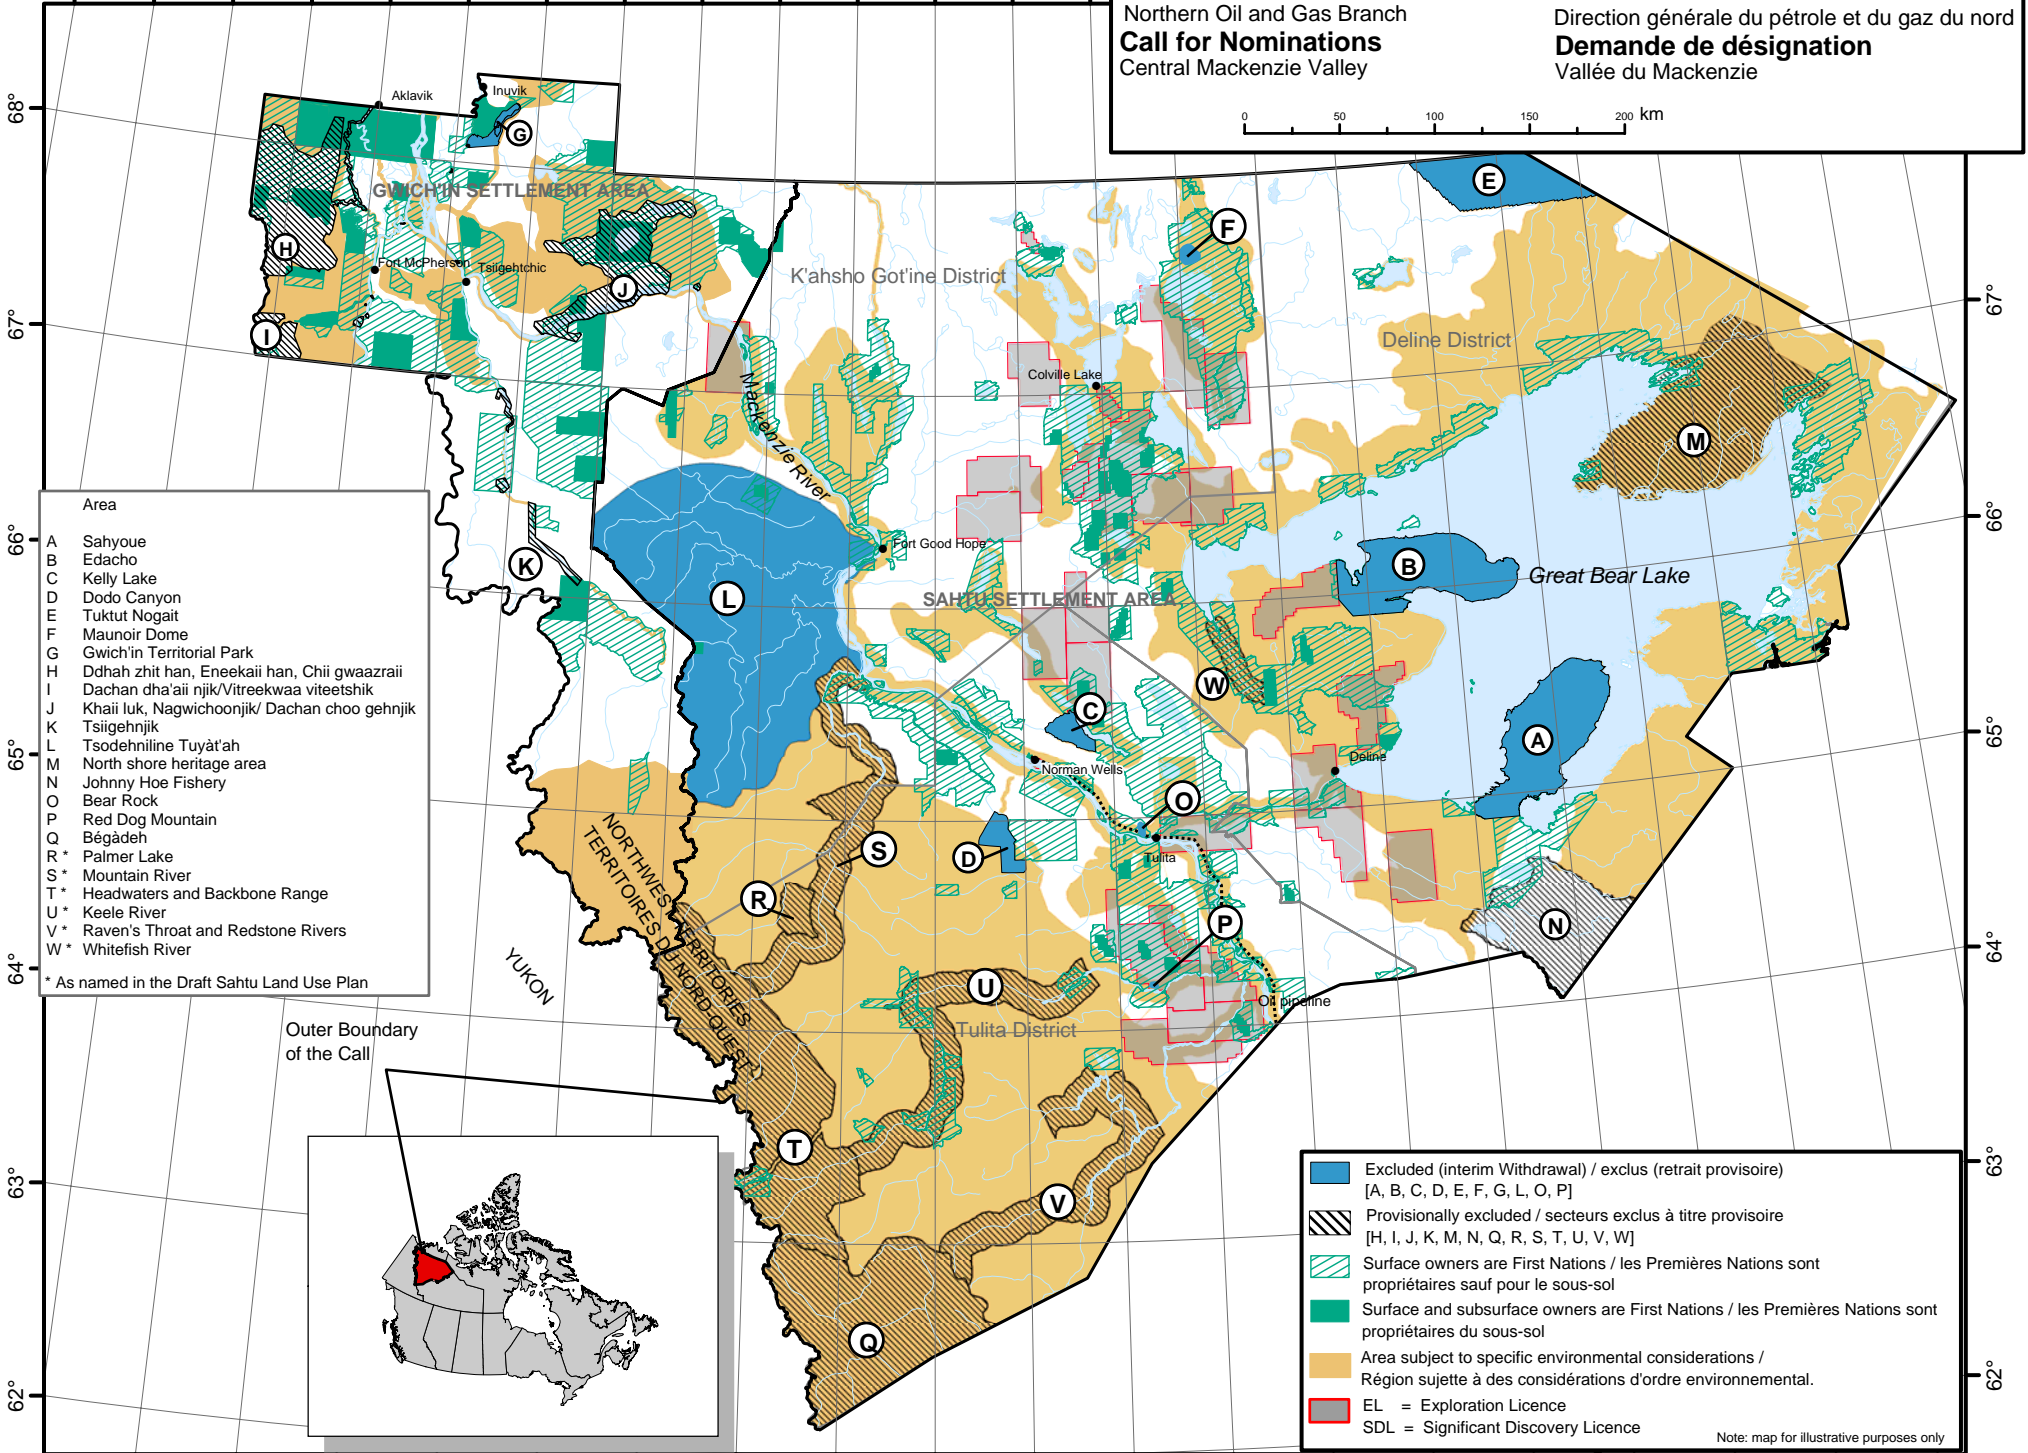 Northern Oil and Gas Branch
Call for Nominations
Central Mackenzie Valley
Direction générale du pétrole et du gaz du nord
Demande de désignation
Vallée du Mackenzie
0 50 100 150 200 km
68°
67°
66°
65°
64°
63°
62°
67°
66°
65°
64°
63°
62°
Aklavik
Inuvik
G
GWICH'IN SETTLEMENT AREA
E
F
H
Fort McPherson
Tsiigehtchic
J
K'ahsho Got'ine District
I
Deline District
Colville Lake
Mackenzie River
M
Fort Good Hope
K
L
B
Great Bear Lake
SAHTU SETTLEMENT AREA
W
C
A
Norman Wells
Deline
O
S
D
Tulita
R
P
N
NORTHWEST TERRITORIES
TERRITOIRES DU NORD-OUEST
YUKON
U
Oil pipeline
Tulita District
T
V
Q
Area
A Sahyoue
B Edacho
C Kelly Lake
D Dodo Canyon
E Tuktut Nogait
F Maunoir Dome
G Gwich'in Territorial Park
H Ddhah zhit han, Eneekaii han, Chii gwaazraii
I Dachan dha'aii njik/Vitreekwaa viteetshik
J Khaii luk, Nagwichoonjik/ Dachan choo gehnjik
K Tsiigehnjik
L Tsodehniline Tuyàt'ah
M North shore heritage area
N Johnny Hoe Fishery
O Bear Rock
P Red Dog Mountain
Q Bégàdeh
R * Palmer Lake
S * Mountain River
T * Headwaters and Backbone Range
U * Keele River
V * Raven's Throat and Redstone Rivers
W * Whitefish River
* As named in the Draft Sahtu Land Use Plan
Outer Boundary
of the Call
Excluded (interim Withdrawal) / exclus (retrait provisoire)
[A, B, C, D, E, F, G, L, O, P]
Provisionally excluded / secteurs exclus à titre provisoire
[H, I, J, K, M, N, Q, R, S, T, U, V, W]
Surface owners are First Nations / les Premières Nations sont
propriétaires sauf pour le sous-sol
Surface and subsurface owners are First Nations / les Premières Nations sont
propriétaires du sous-sol
Area subject to specific environmental considerations /
Région sujette à des considérations d'ordre environnemental.
EL = Exploration Licence
SDL = Significant Discovery Licence
Note: map for illustrative purposes only